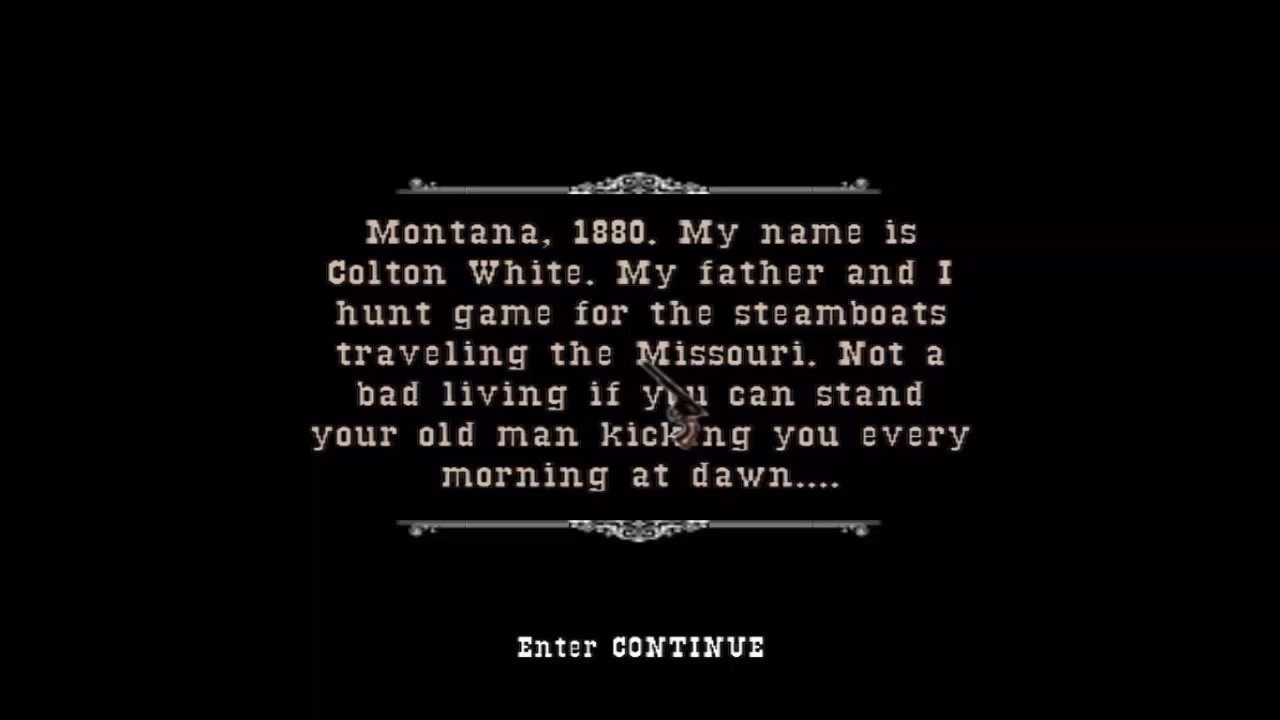 Montana, 1880. My name is
Colton White. My father and I
hunt game for the steamboats
traveling the Missouri. Not a
bad living if you can stand
your old man kicking you every
morning at dawn....
Enter CONTINUE